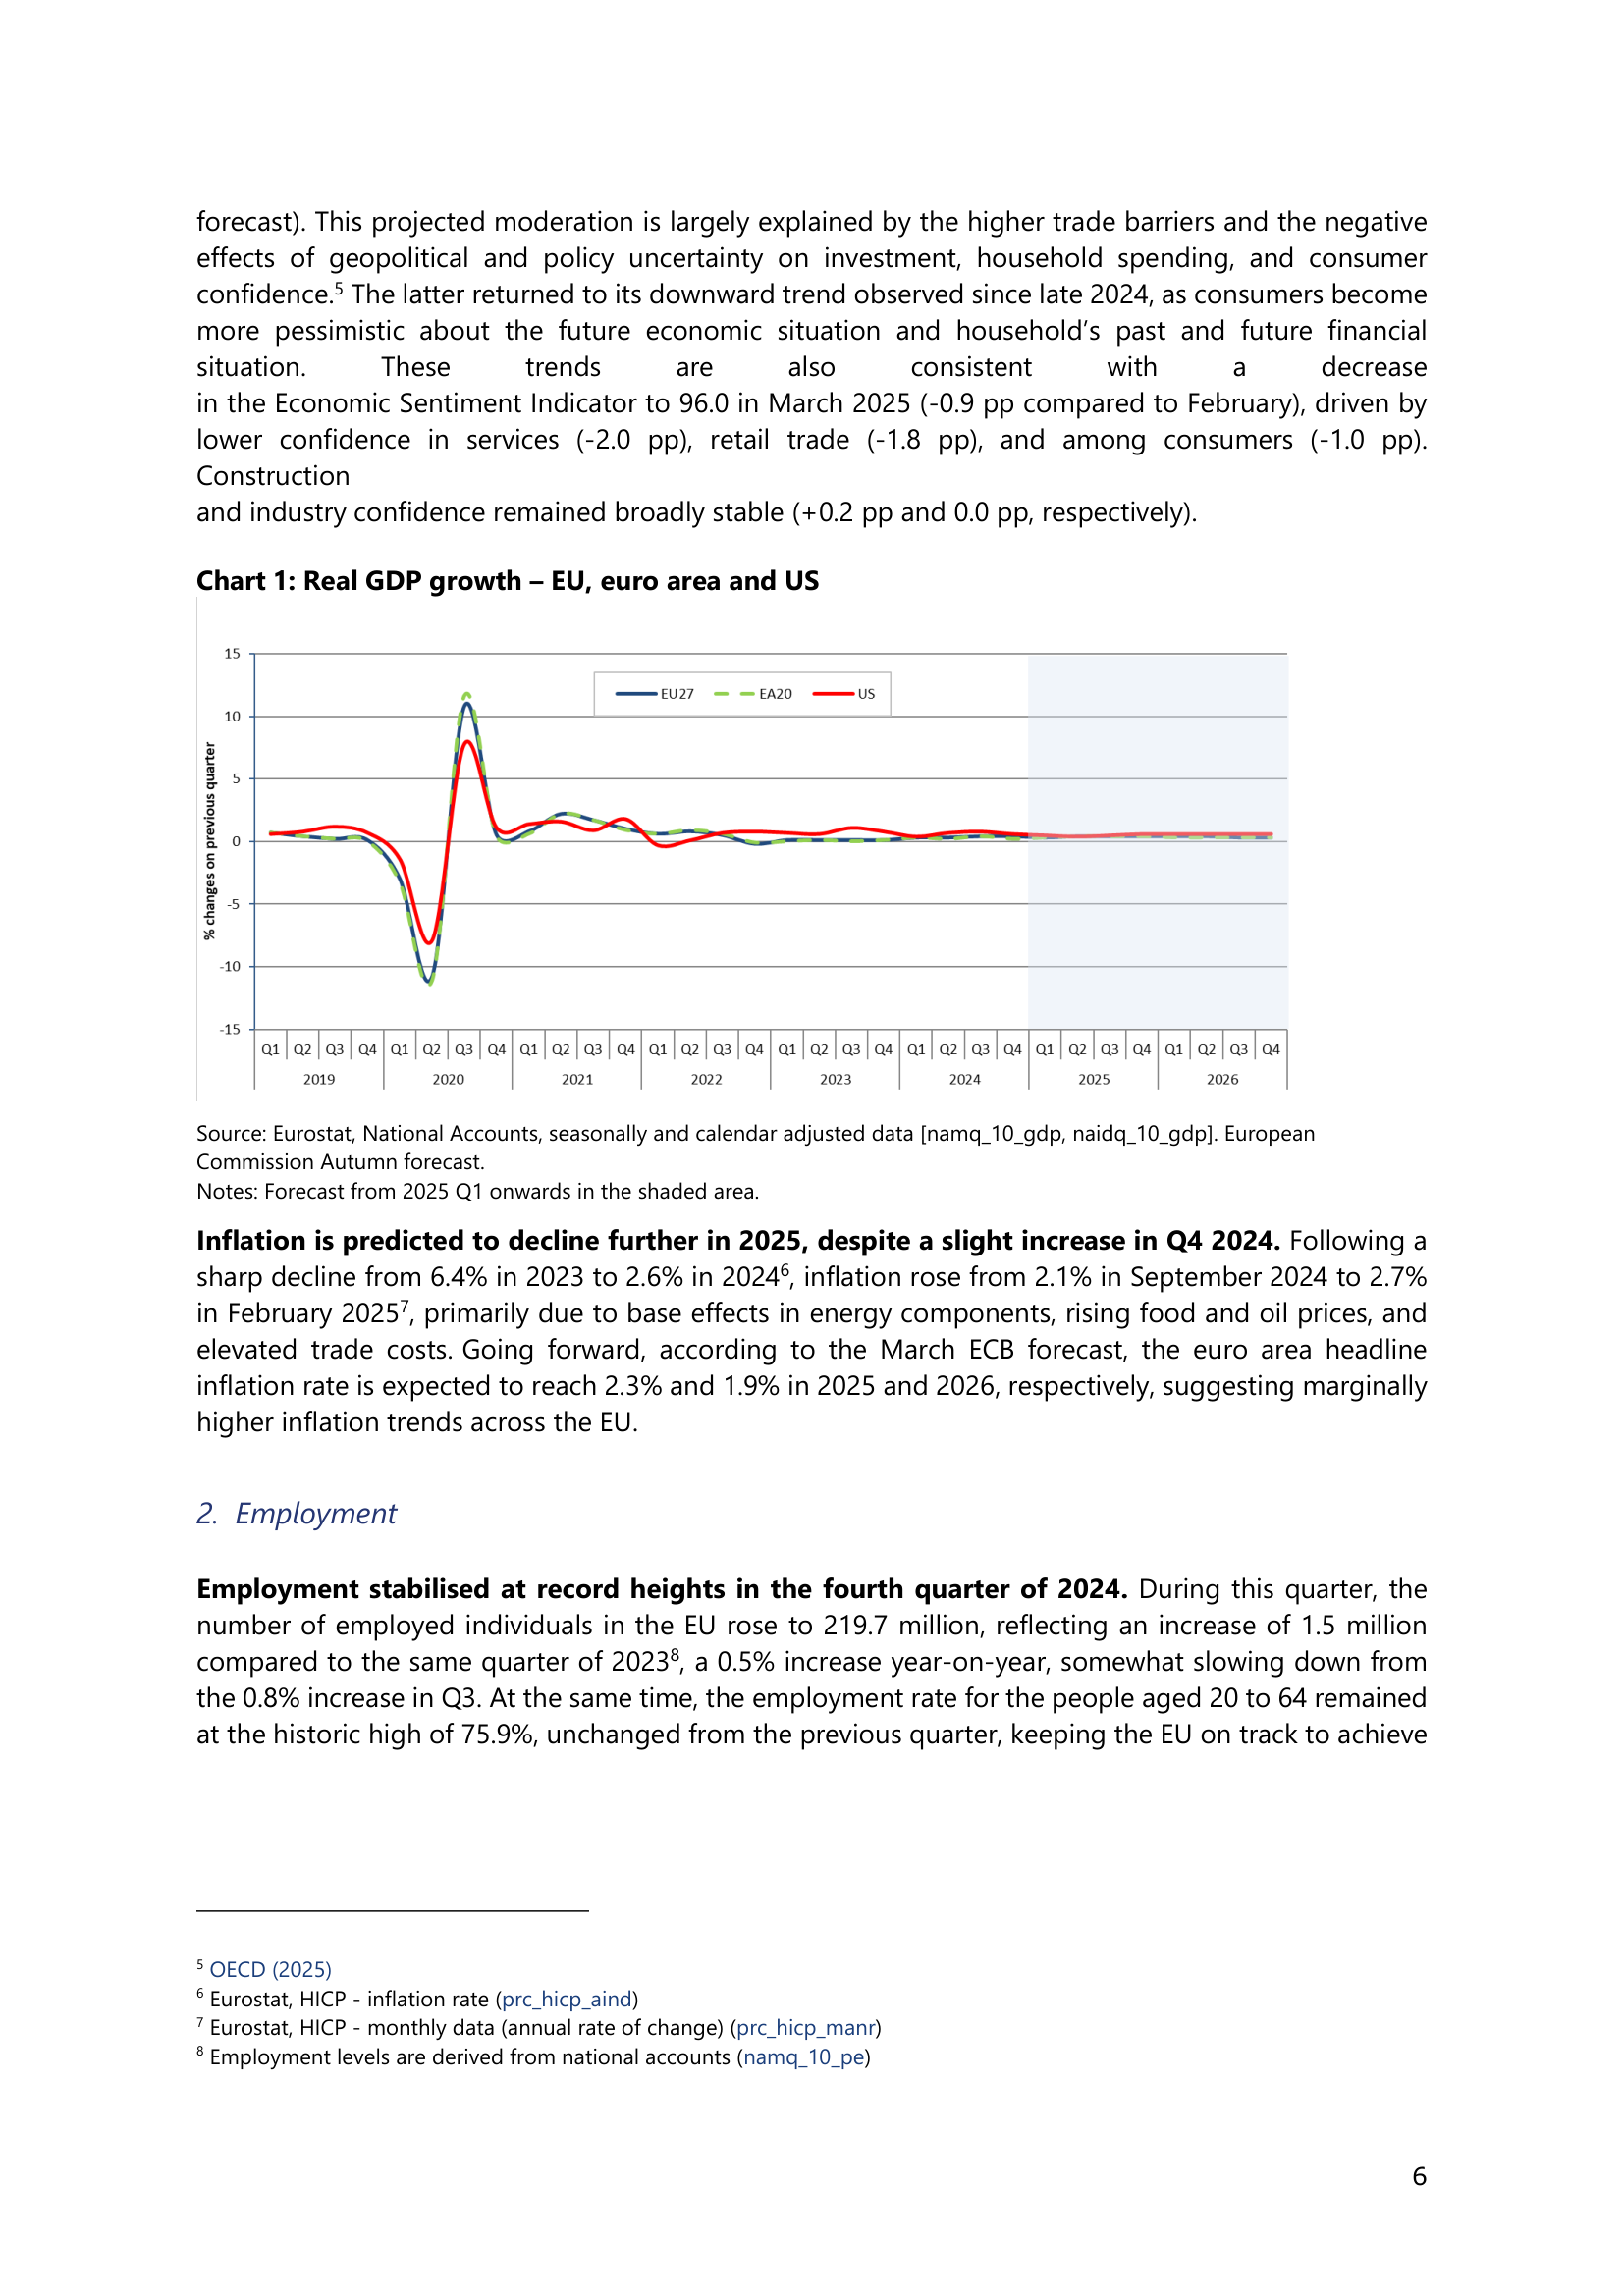 forecast). This projected moderation is largely explained by the higher trade barriers and the negative
effects of geopolitical and policy uncertainty on investment, household spending, and consumer
confidence.⁵ The latter returned to its downward trend observed since late 2024, as consumers become
more pessimistic about the future economic situation and household’s past and future financial
situation. These trends are also consistent with a decrease
in the Economic Sentiment Indicator to 96.0 in March 2025 (-0.9 pp compared to February), driven by
lower confidence in services (-2.0 pp), retail trade (-1.8 pp), and among consumers (-1.0 pp).
Construction
and industry confidence remained broadly stable (+0.2 pp and 0.0 pp, respectively).
Chart 1: Real GDP growth – EU, euro area and US
% changes on previous quarter
15
10
5
0
-5
-10
-15
EU27 EA20 US
Q1 Q2 Q3 Q4 Q1 Q2 Q3 Q4 Q1 Q2 Q3 Q4 Q1 Q2 Q3 Q4 Q1 Q2 Q3 Q4 Q1 Q2 Q3 Q4 Q1 Q2 Q3 Q4 Q1 Q2 Q3 Q4
2019 2020 2021 2022 2023 2024 2025 2026
Source: Eurostat, National Accounts, seasonally and calendar adjusted data [namq_10_gdp, naidq_10_gdp]. European
Commission Autumn forecast.
Notes: Forecast from 2025 Q1 onwards in the shaded area.
Inflation is predicted to decline further in 2025, despite a slight increase in Q4 2024. Following a
sharp decline from 6.4% in 2023 to 2.6% in 2024⁶, inflation rose from 2.1% in September 2024 to 2.7%
in February 2025⁷, primarily due to base effects in energy components, rising food and oil prices, and
elevated trade costs. Going forward, according to the March ECB forecast, the euro area headline
inflation rate is expected to reach 2.3% and 1.9% in 2025 and 2026, respectively, suggesting marginally
higher inflation trends across the EU.
2. Employment
Employment stabilised at record heights in the fourth quarter of 2024. During this quarter, the
number of employed individuals in the EU rose to 219.7 million, reflecting an increase of 1.5 million
compared to the same quarter of 2023⁸, a 0.5% increase year-on-year, somewhat slowing down from
the 0.8% increase in Q3. At the same time, the employment rate for the people aged 20 to 64 remained
at the historic high of 75.9%, unchanged from the previous quarter, keeping the EU on track to achieve
⁵ OECD (2025)
⁶ Eurostat, HICP - inflation rate (prc_hicp_aind)
⁷ Eurostat, HICP - monthly data (annual rate of change) (prc_hicp_manr)
⁸ Employment levels are derived from national accounts (namq_10_pe)
6